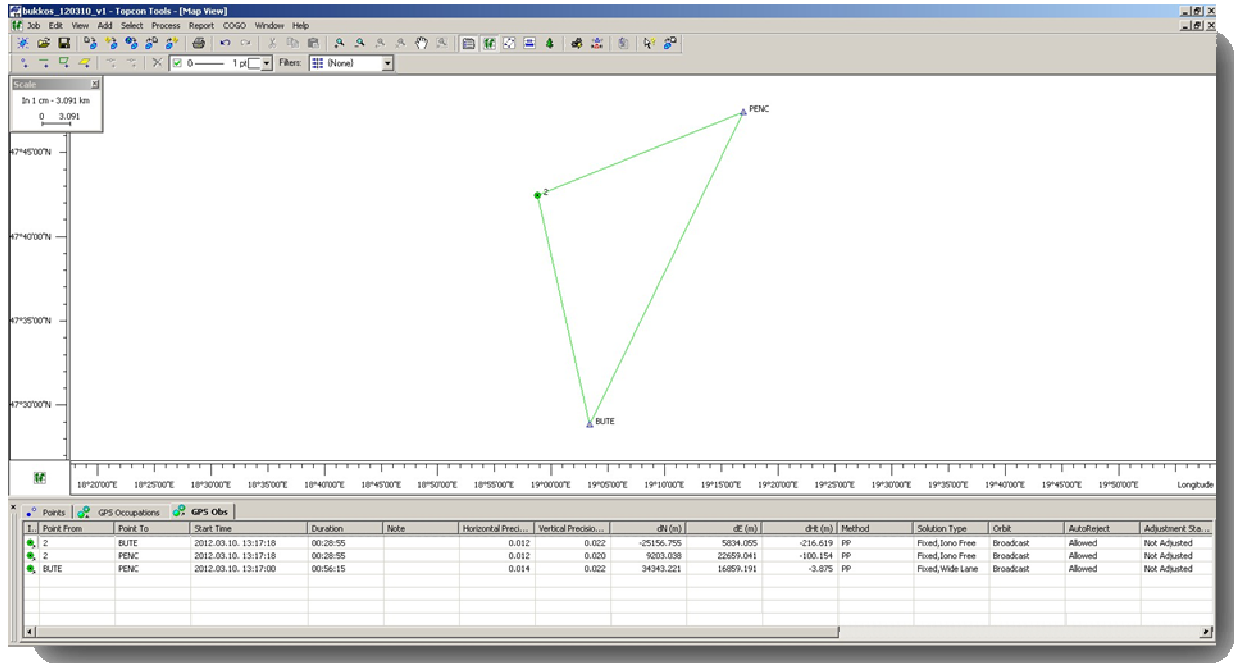 bukkos_120310_v1 - Topcon Tools - [Map View]
Job Edit View Add Select Process Report COGO Window Help
0 1 pt Filters: (None)
Scale
In 1 cm - 3.091 km
0 3.091
PENC
47°45'00"N
2
47°40'00"N
47°35'00"N
47°30'00"N
BUTE
18°20'00"E 18°25'00"E 18°30'00"E 18°35'00"E 18°40'00"E 18°45'00"E 18°50'00"E 18°55'00"E 19°00'00"E 19°05'00"E 19°10'00"E 19°15'00"E 19°20'00"E 19°25'00"E 19°30'00"E 19°35'00"E 19°40'00"E 19°45'00"E 19°50'00"E Longitude
Points GPS Occupations GPS Obs
I... Point From Point To Start Time Duration Note Horizontal Preci... Vertical Precisio... dN (m) dE (m) dHt (m) Method Solution Type Orbit AutoReject Adjustment Sta...
2 BUTE 2012.03.10. 13:17:18 00:28:55 0.012 0.022 -25156.755 5834.055 -216.619 PP Fixed,Iono Free Broadcast Allowed Not Adjusted
2 PENC 2012.03.10. 13:17:18 00:28:55 0.012 0.020 9203.038 22659.041 -100.154 PP Fixed,Iono Free Broadcast Allowed Not Adjusted
BUTE PENC 2012.03.10. 13:17:00 00:56:15 0.014 0.022 34343.221 16859.191 -3.875 PP Fixed,Wide Lane Broadcast Allowed Not Adjusted